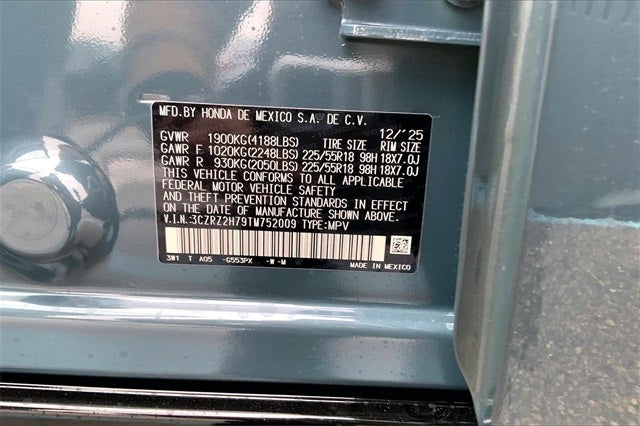 MFD.BY HONDA DE MEXICO S.A. DE C.V. 12/'25
GVWR 1900KG(4188LBS) TIRE SIZE RIM SIZE
GAWR F 1020KG(2248LBS) 225/55R18 98H 18X7.0J
GAWR R 930KG(2050LBS) 225/55R18 98H 18X7.0J
THIS VEHICLE CONFORMS TO ALL APPLICABLE
FEDERAL MOTOR VEHICLE SAFETY
AND THEFT PREVENTION STANDARDS IN EFFECT
ON THE DATE OF MANUFACTURE SHOWN ABOVE.
V.I.N.:3CZRZ2H79TM752009 TYPE:MPV
3W1 T A05 -G553PX -W-M MADE IN MEXICO